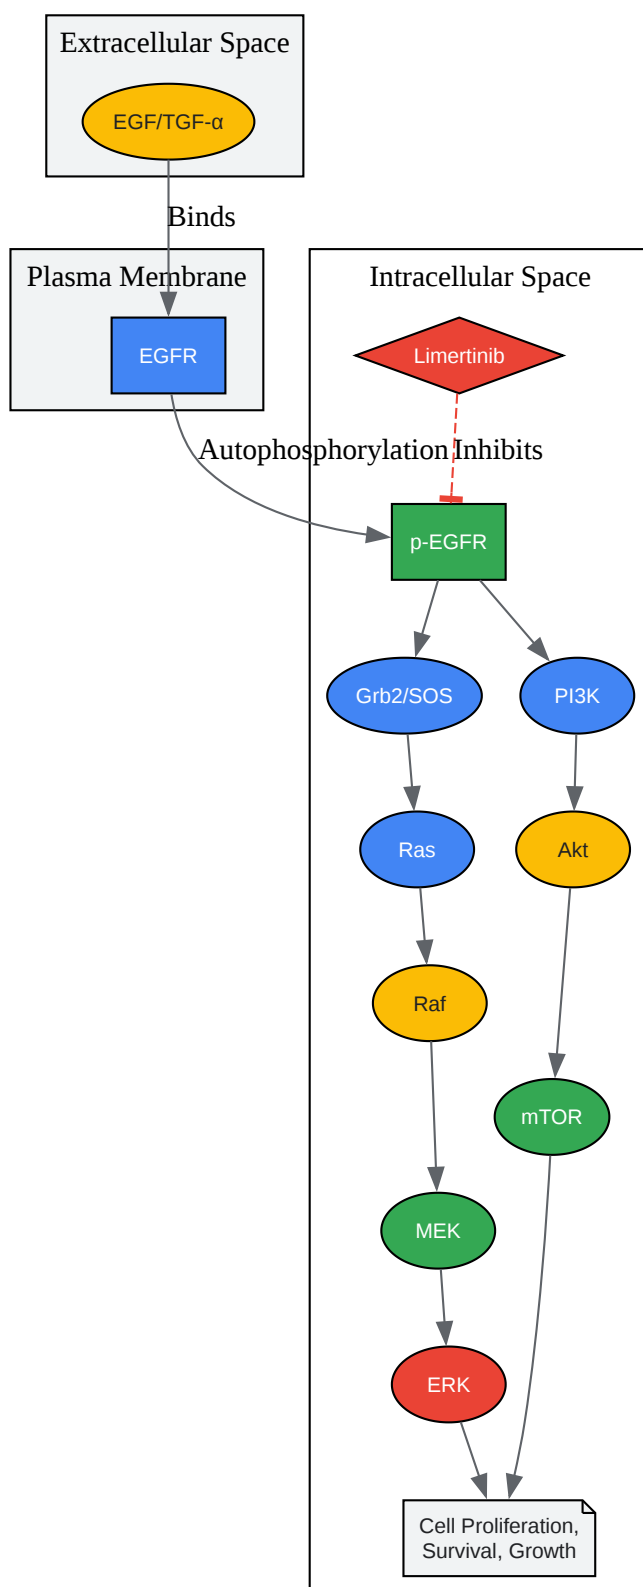 Extracellular Space
EGF/TGF-α
Binds
Plasma Membrane
EGFR
Intracellular Space
Limertinib
Autophosphorylation
Inhibits
p-EGFR
Grb2/SOS
PI3K
Ras
Akt
Raf
mTOR
MEK
ERK
Cell Proliferation,
Survival, Growth